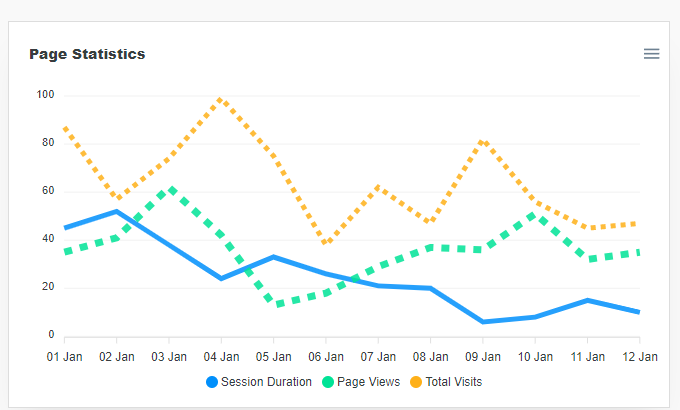 Page Statistics
100
80
60
40
20
0
01 Jan 02 Jan 03 Jan 04 Jan 05 Jan 06 Jan 07 Jan 08 Jan 09 Jan 10 Jan 11 Jan 12 Jan
Session Duration Page Views Total Visits